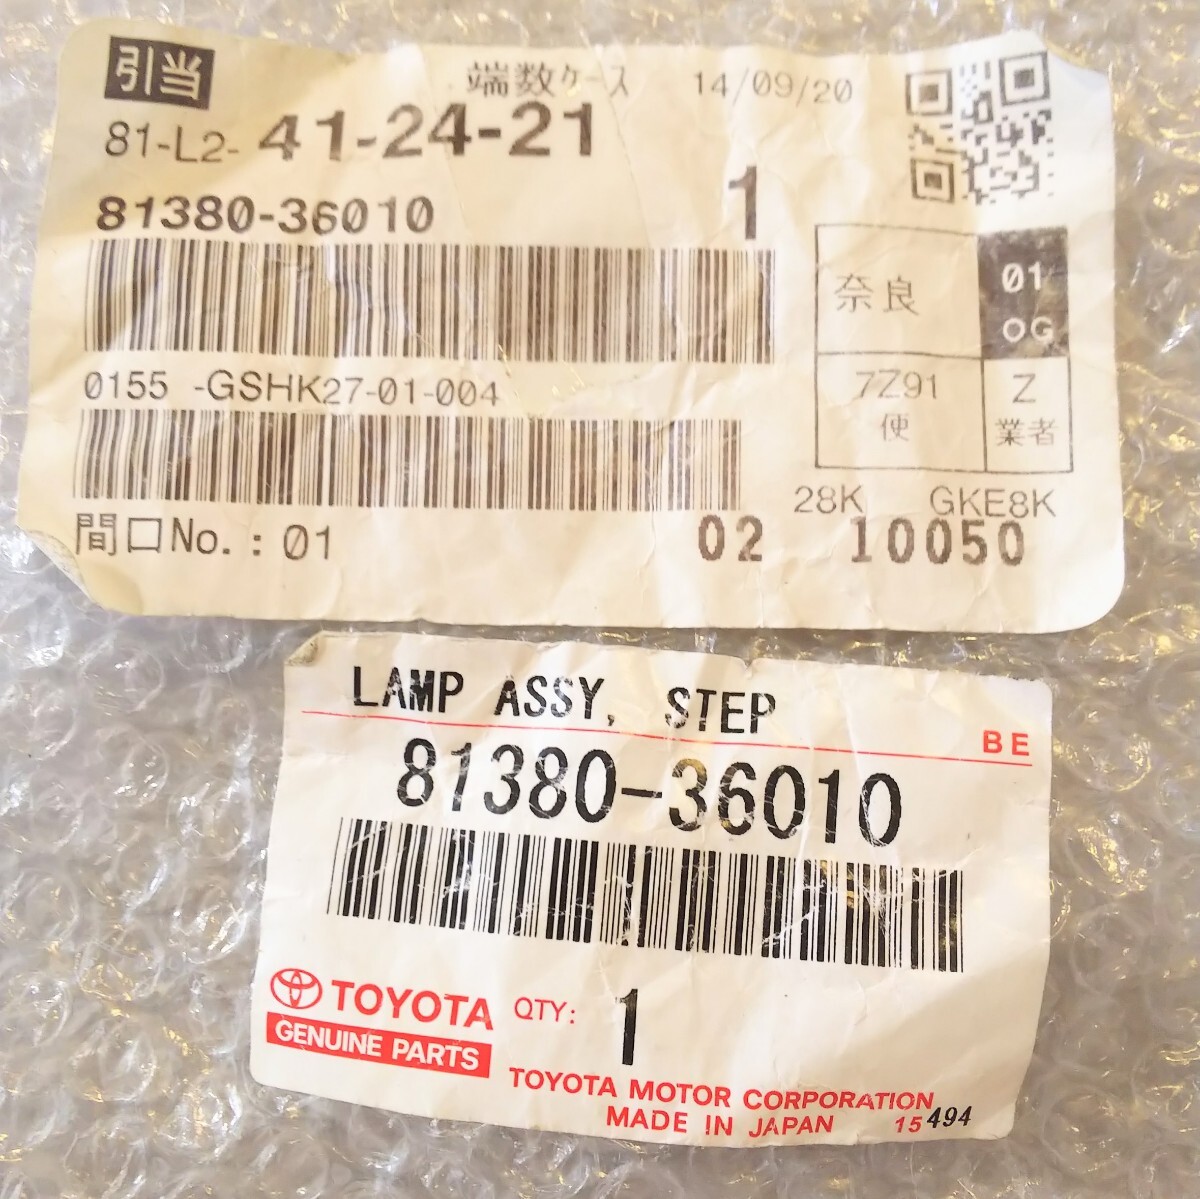 引当 端数ケース 14/09/20
81-L2- 41-24-21
81380-36010 1
奈良 01
OG
0155 -GSHK27-01-004 7Z91 Z
便 業者
28K GKE8K
間口No.: 01 02 10050
LAMP ASSY, STEP
BE
81380-36010
TOYOTA QTY: 1
GENUINE PARTS
TOYOTA MOTOR CORPORATION
MADE IN JAPAN 15 494